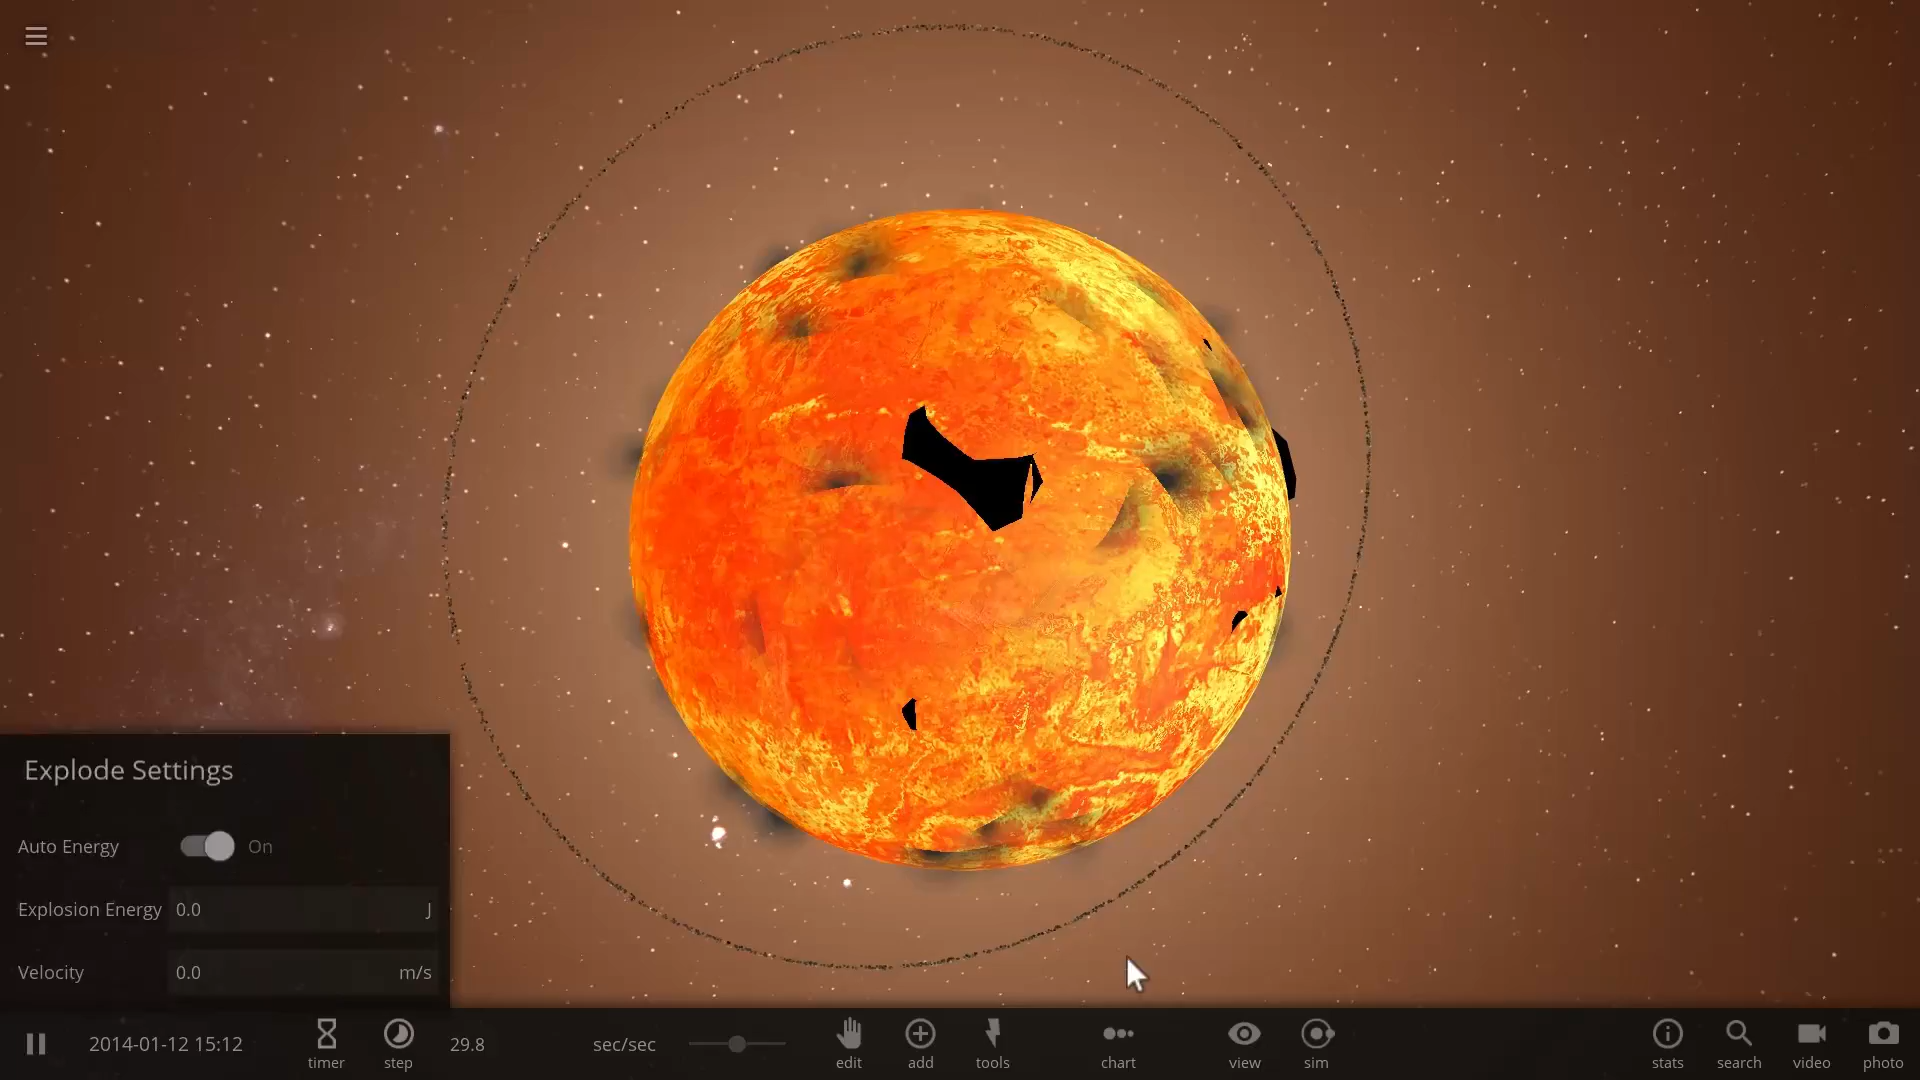 Explode Settings
Auto Energy On
Explosion Energy 0.0 J
Velocity 0.0 m/s
2014-01-12 15:12 timer step 29.8 sec/sec edit add tools chart view sim stats search video photo